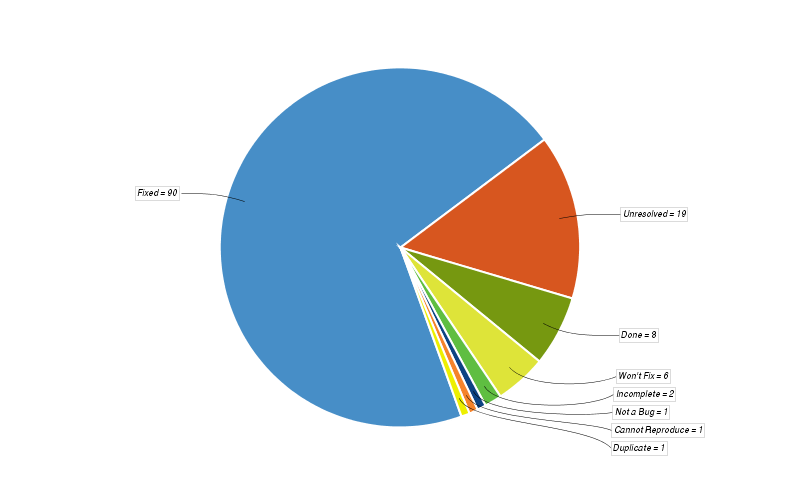 Fixed = 90
Unresolved = 19
Done = 8
Won't Fix = 6
Incomplete = 2
Not a Bug = 1
Cannot Reproduce = 1
Duplicate = 1